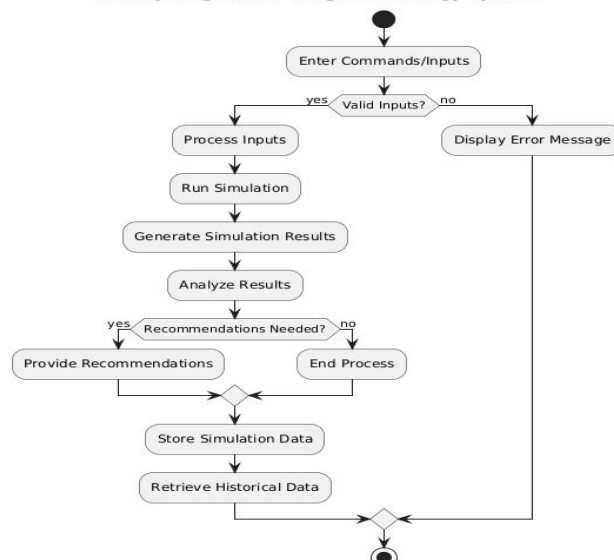 Enter Commands/Inputs
yes
Valid Inputs?
no
Process Inputs
Display Error Message
Run Simulation
Generate Simulation Results
Analyze Results
yes
Recommendations Needed?
no
Provide Recommendations
End Process
Store Simulation Data
Retrieve Historical Data